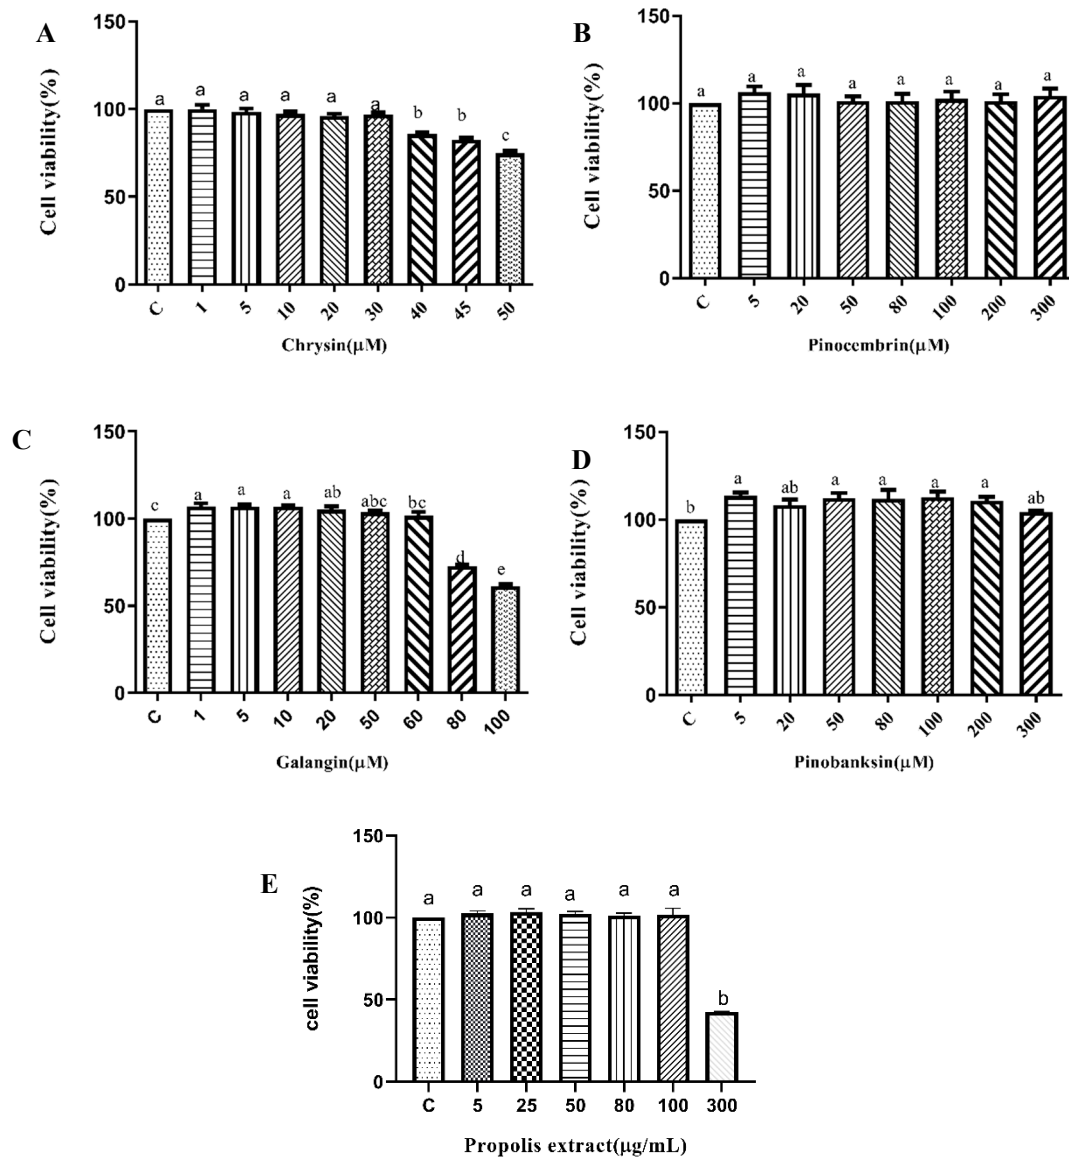 A
Cell viability(%)
150
100
50
0
a a a a a a b b c
C 1 5 10 20 30 40 45 50
Chrysin(μM)
B
Cell viability(%)
150
100
50
0
a a a a a a a a
C 5 20 50 80 100 200 300
Pinocembrin(μM)
C
Cell viability(%)
150
100
50
0
c a a a ab abc bc d e
C 1 5 10 20 50 60 80 100
Galangin(μM)
D
Cell viability(%)
150
100
50
0
b a ab a a a a ab
C 5 20 50 80 100 200 300
Pinobanksin(μM)
E
cell viability(%)
150
100
50
0
a a a a a a b
C 5 25 50 80 100 300
Propolis extract(μg/mL)